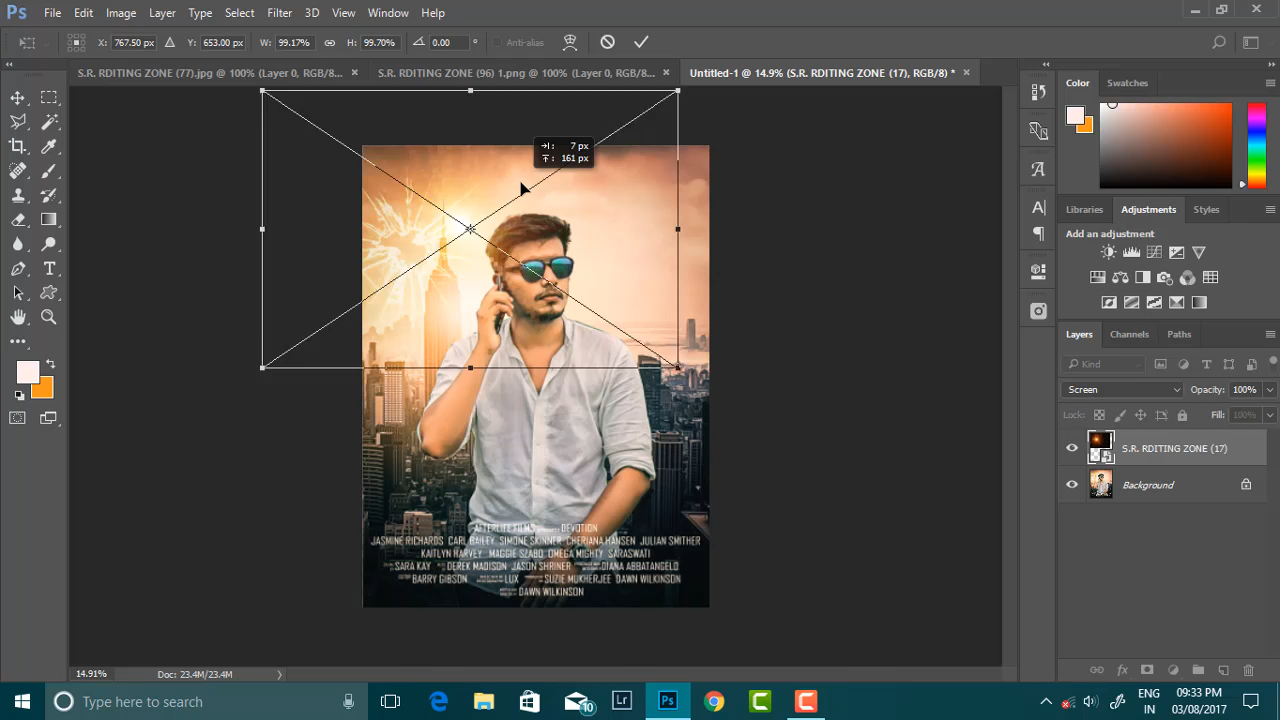 Ps File Edit Image Layer Type Select Filter 3D View Window Help
X: 767.50 px Y: 653.00 px W: 99.17% H: 99.70% 0.00 ° Anti-alias
S.R. RDITING ZONE (77).jpg @ 100% (Layer 0, RGB/8... × S.R. RDITING ZONE (96) 1.png @ 100% (Layer 0, RGB/8... × Untitled-1 @ 14.9% (S.R. RDITING ZONE (17), RGB/8) * ×
Color Swatches
7 px
161 px
Libraries Adjustments Styles
Add an adjustment
Layers Channels Paths
Kind
Screen Opacity: 100%
Lock: Fill: 100%
S.R. RDITING ZONE (17)
Background
AFTERLIFE FILMS DEVOTION
JASMINE RICHARDS CARL BAILEY SIMONE SKINNER CHERIANA HANSEN JULIAN SMITHER
KAITLYN HARVEY MAGGIE SZABO OMEGA MIGHTY SARASWATI
SARA KAY DEREK MADISON JASON SHRINER DIANA ABBATANGELO
BARRY GIBSON LUX SUZIE MUKHERJEE DAWN WILKINSON
DAWN WILKINSON
14.91% Doc: 23.4M/23.4M
Type here to search 10 Lr Ps C C ENG 09:33 PM
IN 03/08/2017